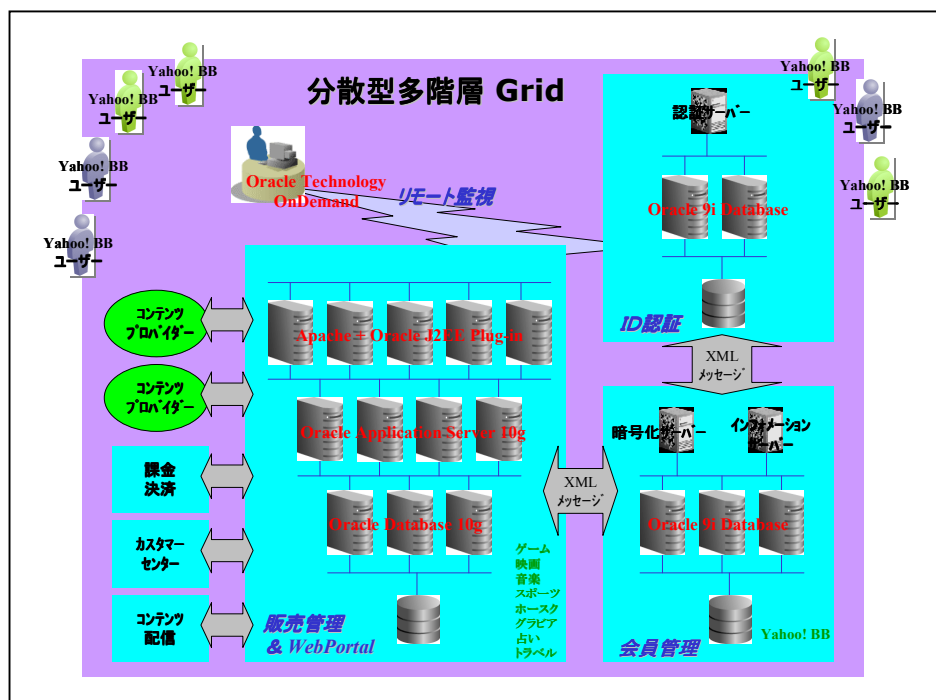 分散型多階層 Grid
Yahoo! BB
ユーザー
Yahoo! BB
ユーザー
Yahoo! BB
ユーザー
Yahoo! BB
ユーザー
Yahoo! BB
ユーザー
Yahoo! BB
ユーザー
Yahoo! BB
ユーザー
Oracle Technology
OnDemand
リモート監視
認証サーバー
Oracle 9i Database
ID認証
コンテンツ
プロバイダー
コンテンツ
プロバイダー
課金
決済
カスタマー
センター
コンテンツ
配信
Apache + Oracle J2EE Plug-in
Oracle Application Server 10g
Oracle Database 10g
ゲーム
映画
音楽
スポーツ
ホースク
グラビア
占い
トラベル
販売管理
& WebPortal
XML
メッセージ
XML
メッセージ
暗号化サーバー
インフォメーション
サーバー
Oracle 9i Database
会員管理
Yahoo! BB